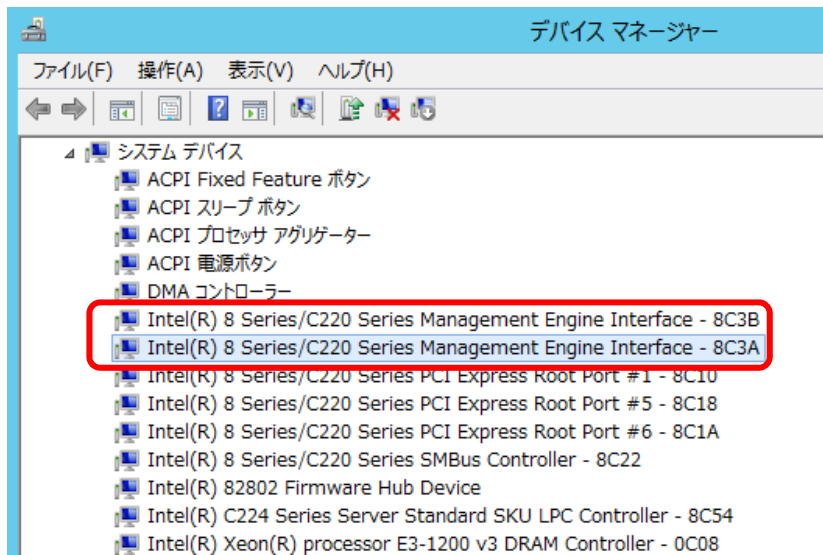 デバイス マネージャー
ファイル(F) 操作(A) 表示(V) ヘルプ(H)
システム デバイス
ACPI Fixed Feature ボタン
ACPI スリープ ボタン
ACPI プロセッサ アグリゲーター
ACPI 電源ボタン
DMA コントローラー
Intel(R) 8 Series/C220 Series Management Engine Interface - 8C3B
Intel(R) 8 Series/C220 Series Management Engine Interface - 8C3A
Intel(R) 8 Series/C220 Series PCI Express Root Port #1 - 8C10
Intel(R) 8 Series/C220 Series PCI Express Root Port #5 - 8C18
Intel(R) 8 Series/C220 Series PCI Express Root Port #6 - 8C1A
Intel(R) 8 Series/C220 Series SMBus Controller - 8C22
Intel(R) 82802 Firmware Hub Device
Intel(R) C224 Series Server Standard SKU LPC Controller - 8C54
Intel(R) Xeon(R) processor E3-1200 v3 DRAM Controller - 0C08